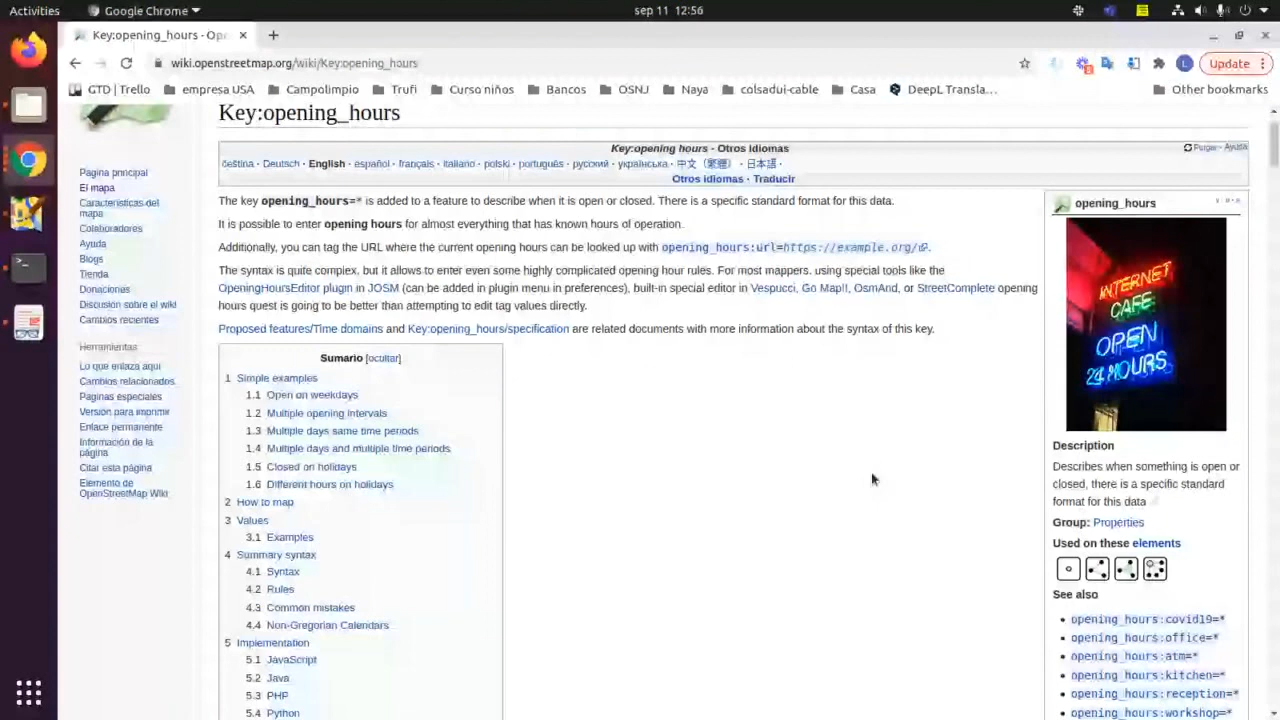 Activities
Google Chrome
sep 11 12:56
Key:opening_hours - Ope
wiki.openstreetmap.org/wiki/Key:opening_hours
Update
GTD | Trello
empresa USA
Campolimpio
Trufi
Curso niños
Bancos
OSNJ
Naya
colsadui-cable
Casa
DeepL Transla...
Other bookmarks
Key:opening_hours
Página principal
El mapa
Características del
mapa
Colaboradores
Ayuda
Blogs
Tienda
Donaciones
Discusión sobre el wiki
Cambios recientes
Herramientas
Lo que enlaza aquí
Cambios relacionados
Páginas especiales
Versión para imprimir
Enlace permanente
Información de la
página
Citar esta página
Elemento de
OpenStreetMap Wiki
Key:opening hours - Otros idiomas
Purgar - Ayuda
čeština · Deutsch · English · español · français · italiano · polski · português · русский · українська · 中文（繁體） · 日本語 ·
Otros idiomas · Traducir
The key opening_hours=* is added to a feature to describe when it is open or closed. There is a specific standard format for this data.
It is possible to enter opening hours for almost everything that has known hours of operation.
Additionally, you can tag the URL where the current opening hours can be looked up with opening_hours:url=https://example.org/.
The syntax is quite complex, but it allows to enter even some highly complicated opening hour rules. For most mappers, using special tools like the
OpeningHoursEditor plugin in JOSM (can be added in plugin menu in preferences), built-in special editor in Vespucci, Go Map!!, OsmAnd, or StreetComplete opening
hours quest is going to be better than attempting to edit tag values directly.
Proposed features/Time domains and Key:opening_hours/specification are related documents with more information about the syntax of this key.
Sumario [ocultar]
1 Simple examples
1.1 Open on weekdays
1.2 Multiple opening intervals
1.3 Multiple days same time periods
1.4 Multiple days and multiple time periods
1.5 Closed on holidays
1.6 Different hours on holidays
2 How to map
3 Values
3.1 Examples
4 Summary syntax
4.1 Syntax
4.2 Rules
4.3 Common mistakes
4.4 Non-Gregorian Calendars
5 Implementation
5.1 JavaScript
5.2 Java
5.3 PHP
5.4 Python
opening_hours
INTERNET
CAFE
OPEN
24 HOURS
Description
Describes when something is open or
closed, there is a specific standard
format for this data
Group: Properties
Used on these elements
See also
• opening_hours:covid19=*
• opening_hours:office=*
• opening_hours:atm=*
• opening_hours:kitchen=*
• opening_hours:reception=*
• opening_hours:workshop=*